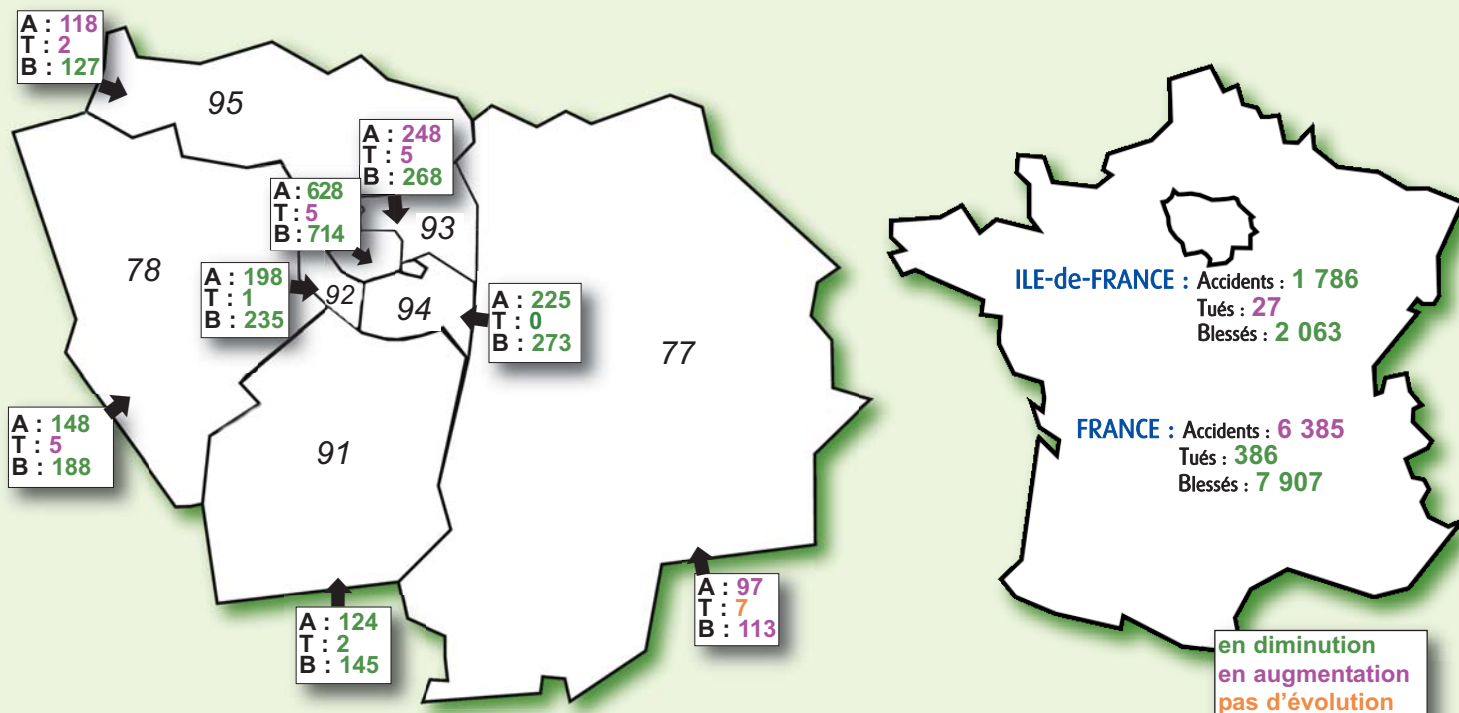 A : 118
T : 2
B : 127
95
A : 248
T : 5
B : 268
A : 628
T : 5
B : 714
93
78
A : 198
T : 1
B : 235
92
94
A : 225
T : 0
B : 273
77
A : 148
T : 5
B : 188
91
A : 124
T : 2
B : 145
A : 97
T : 7
B : 113
ILE-de-FRANCE : Accidents : 1 786
Tués : 27
Blessés : 2 063
FRANCE : Accidents : 6 385
Tués : 386
Blessés : 7 907
en diminution
en augmentation
pas d'évolution